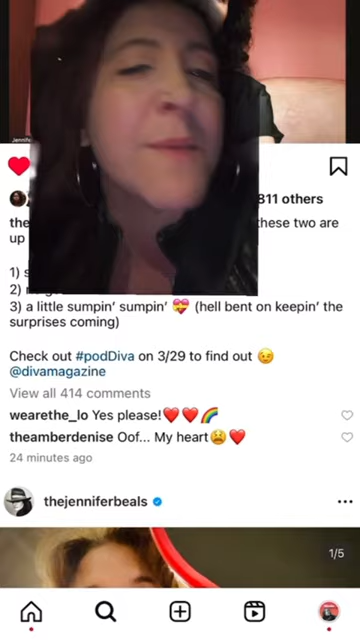 Jennife
811 others
the
these two are
up
1) s
2)
3) a little sumpin' sumpin' 💝 (hell bent on keepin' the
surprises coming)
Check out #podDiva on 3/29 to find out 😉
@divamagazine
View all 414 comments
wearethe_lo Yes please!❤️❤️🌈
theamberdenise Oof... My heart😫❤️
24 minutes ago
thejenniferbeals
1/5